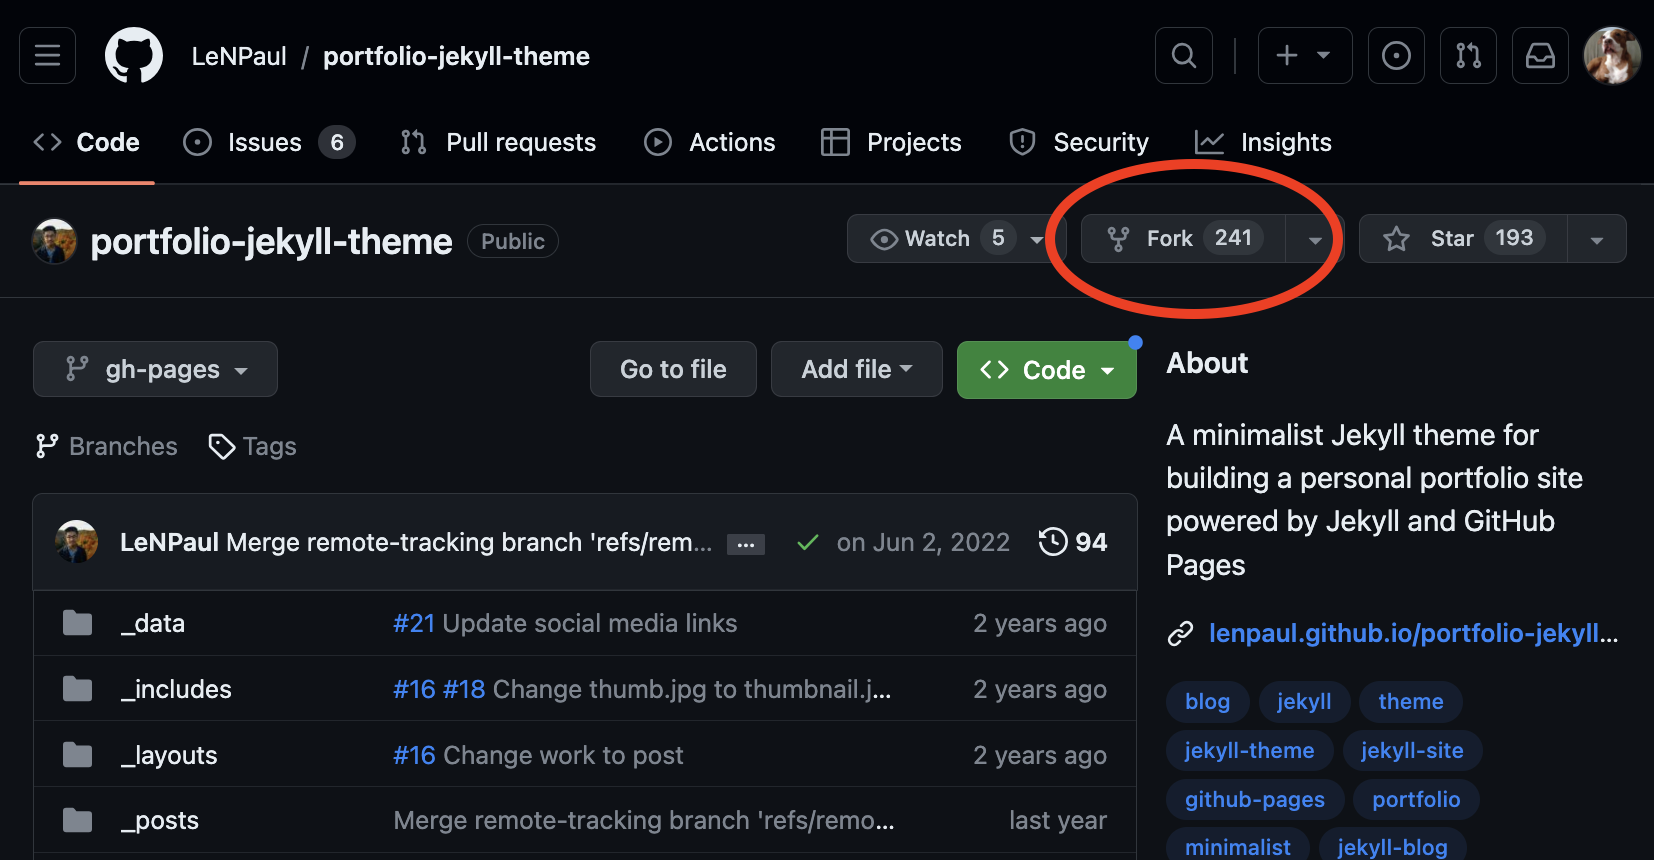 LeNPaul / portfolio-jekyll-theme
Code Issues 6 Pull requests Actions Projects Security Insights
portfolio-jekyll-theme Public Watch 5 Fork 241 Star 193
gh-pages Go to file Add file Code
Branches Tags
LeNPaul Merge remote-tracking branch 'refs/rem... ... on Jun 2, 2022 94
_data #21 Update social media links 2 years ago
_includes #16 #18 Change thumb.jpg to thumbnail.j... 2 years ago
_layouts #16 Change work to post 2 years ago
_posts Merge remote-tracking branch 'refs/remo... last year
About
A minimalist Jekyll theme for
building a personal portfolio site
powered by Jekyll and GitHub
Pages
lenpaul.github.io/portfolio-jekyll...
blog jekyll theme
jekyll-theme jekyll-site
github-pages portfolio
minimalist jekyll-blog